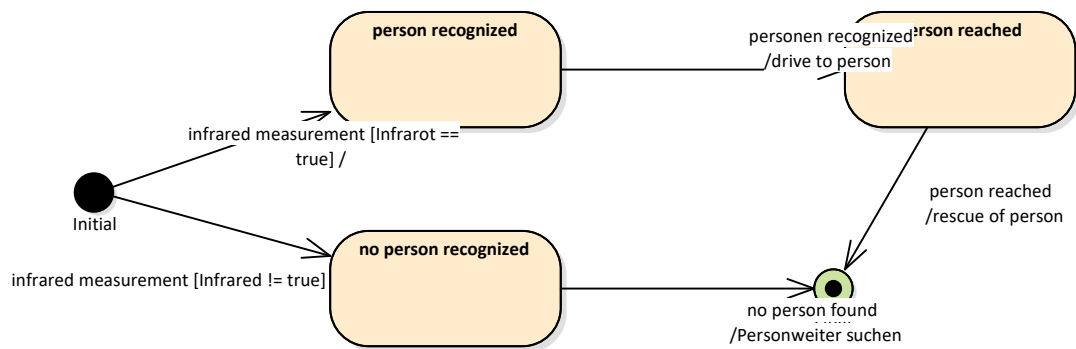 person recognized
personen recognized
/drive to person
erson reached
infrared measurement [Infrarot ==
true] /
Initial
person reached
/rescue of person
no person recognized
infrared measurement [Infrared != true]
no person found
/Personweiter suchen